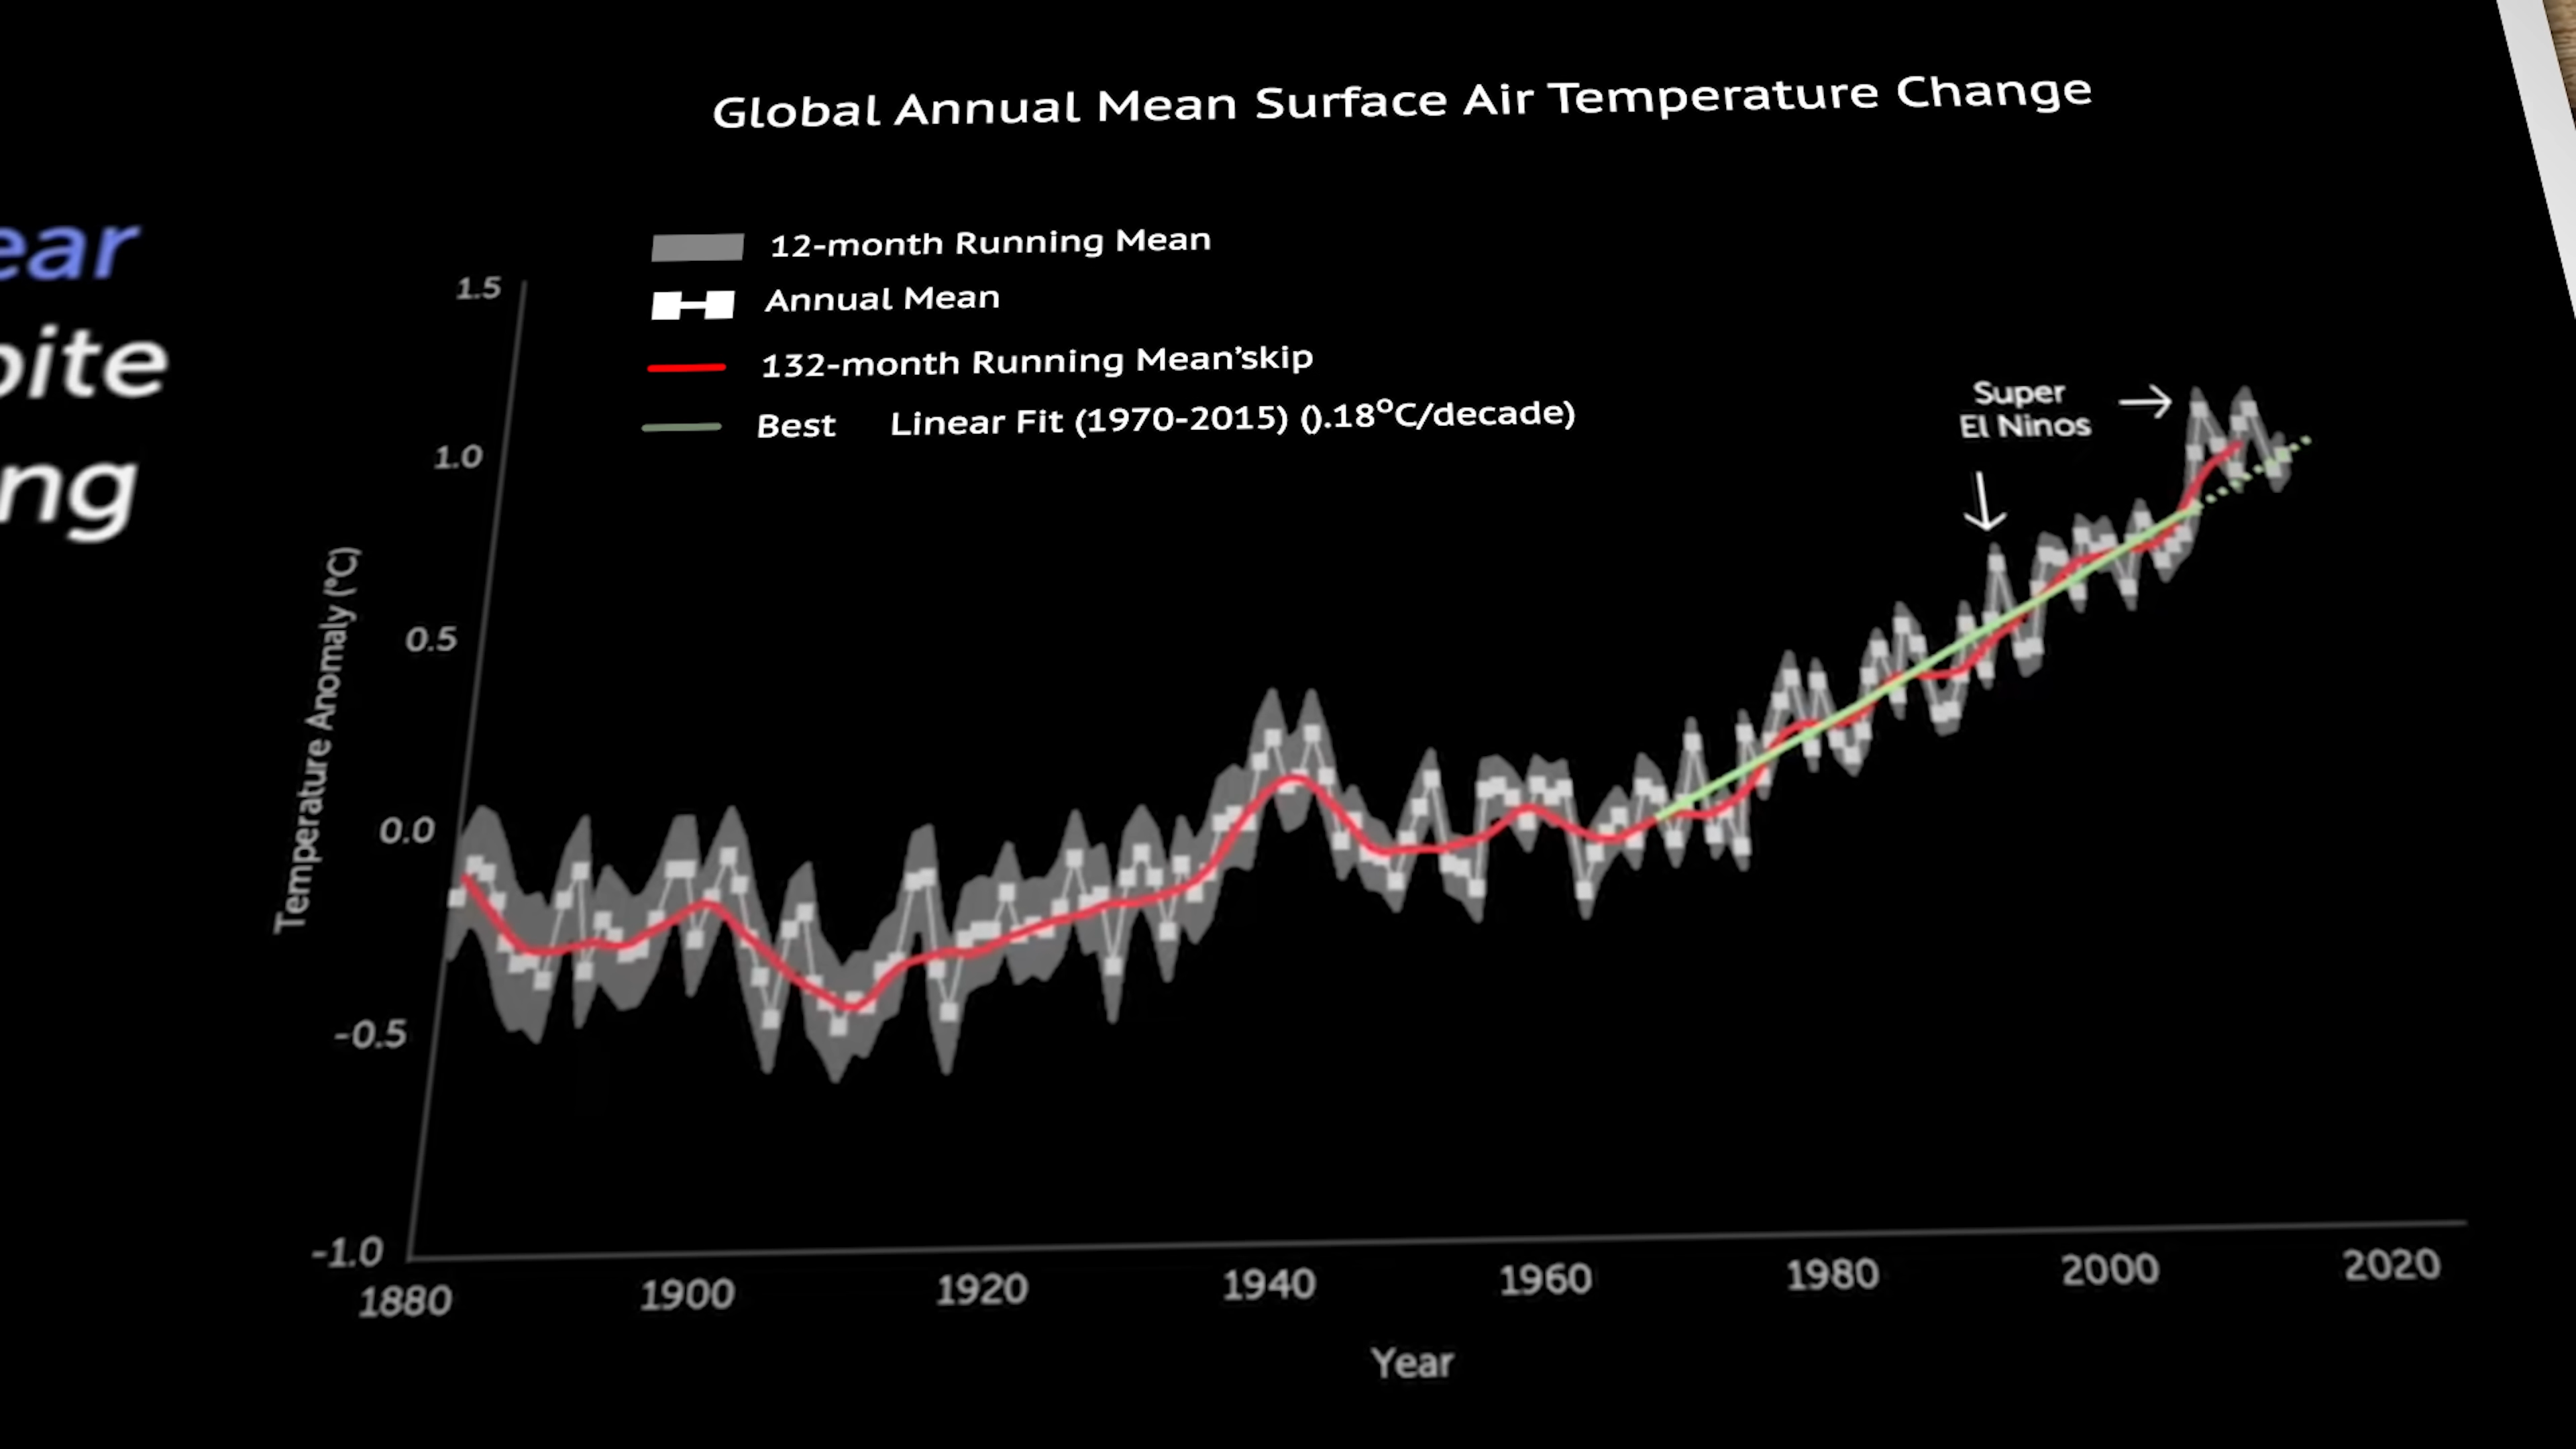 Global Annual Mean Surface Air Temperature Change
ear
pite
ng
12-month Running Mean
Annual Mean
132-month Running Mean'skip
Best Linear Fit (1970-2015) ().18°C/decade)
Super
El Ninos
Temperature Anomaly (°C)
1.5
1.0
0.5
0.0
-0.5
-1.0
1880 1900 1920 1940 1960 1980 2000 2020
Year